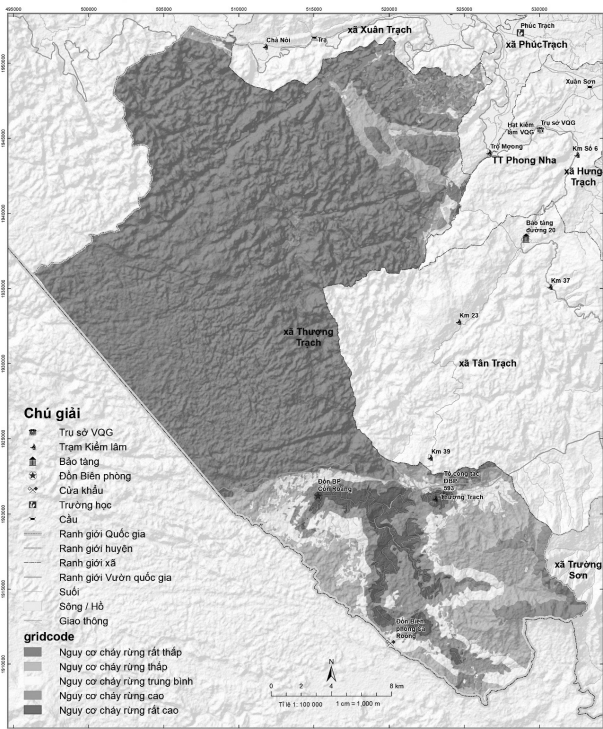 495000 500000 505000 510000 515000 520000 525000 530000
xã Xuân Trạch
Phúc Trạch
xã PhúcTrạch
Chà Nòi
Trạ
Xuân Sơn
Hạt kiểm
lâm VQG
Trụ sở VQG
Trộ Mợng
TT Phong Nha
Km Số 6
xã Hưng
Trạch
Bảo tàng
đường 20
Km 37
Km 23
xã Thượng
Trạch
xã Tân Trạch
Km 39
Đồn BP
Cồn Roàng
Tổ công tác
ĐBP
593
Thượng Trạch
xã Trường
Sơn
Đồn Biên
phòng Cà
Roòng
Chú giải
Trụ sở VQG
Trạm Kiểm lâm
Bảo tàng
Đồn Biên phòng
Cửa khẩu
Trường học
Cầu
Ranh giới Quốc gia
Ranh giới huyện
Ranh giới xã
Ranh giới Vườn quốc gia
Suối
Sông / Hồ
Giao thông
gridcode
Nguy cơ cháy rừng rất thấp
Nguy cơ cháy rừng thấp
Nguy cơ cháy rừng trung bình
Nguy cơ cháy rừng cao
Nguy cơ cháy rừng rất cao
N
0 2 4 8 km
Tỉ lệ 1: 100 000 1 cm = 1,000 m